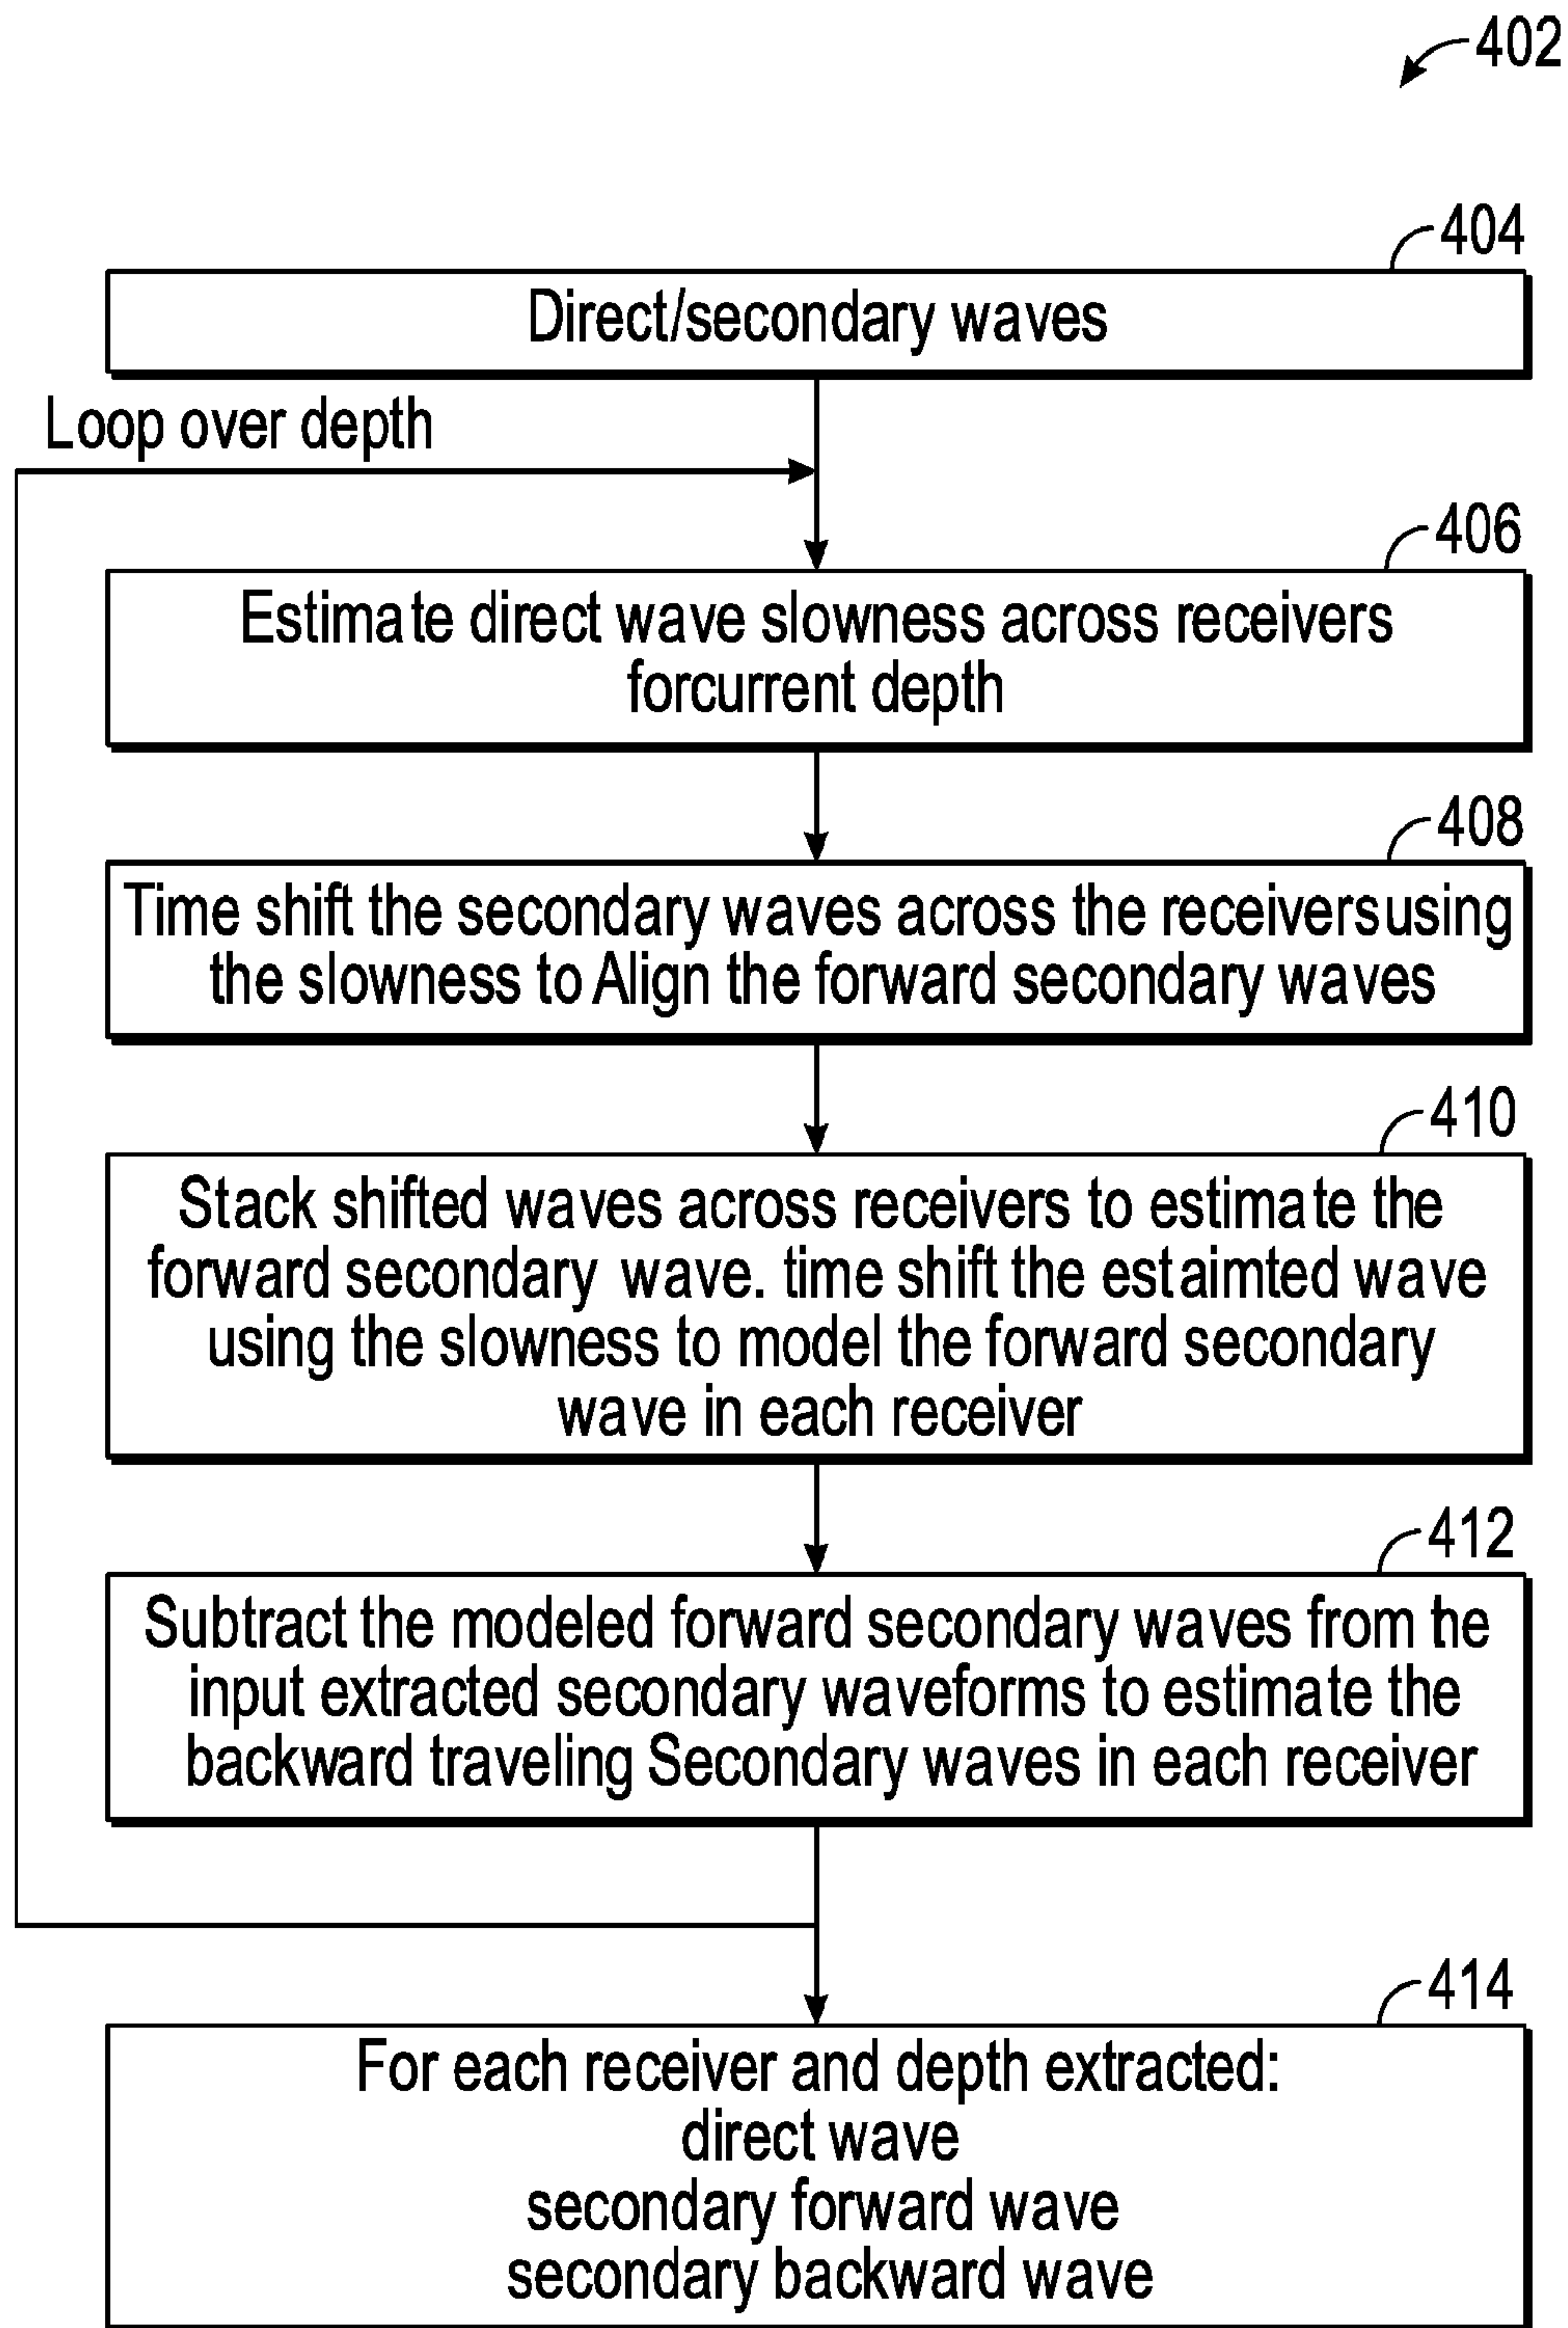 402
404
Direct/secondary waves
Loop over depth
406
Estimate direct wave slowness across receivers
forcurrent depth
408
Time shift the secondary waves across the receiversusing
the slowness to Align the forward secondary waves
410
Stack shifted waves across receivers to estimate the
forward secondary wave. time shift the estaimted wave
using the slowness to model the forward secondary
wave in each receiver
412
Subtract the modeled forward secondary waves from the
input extracted secondary waveforms to estimate the
backward traveling Secondary waves in each receiver
414
For each receiver and depth extracted:
direct wave
secondary forward wave
secondary backward wave